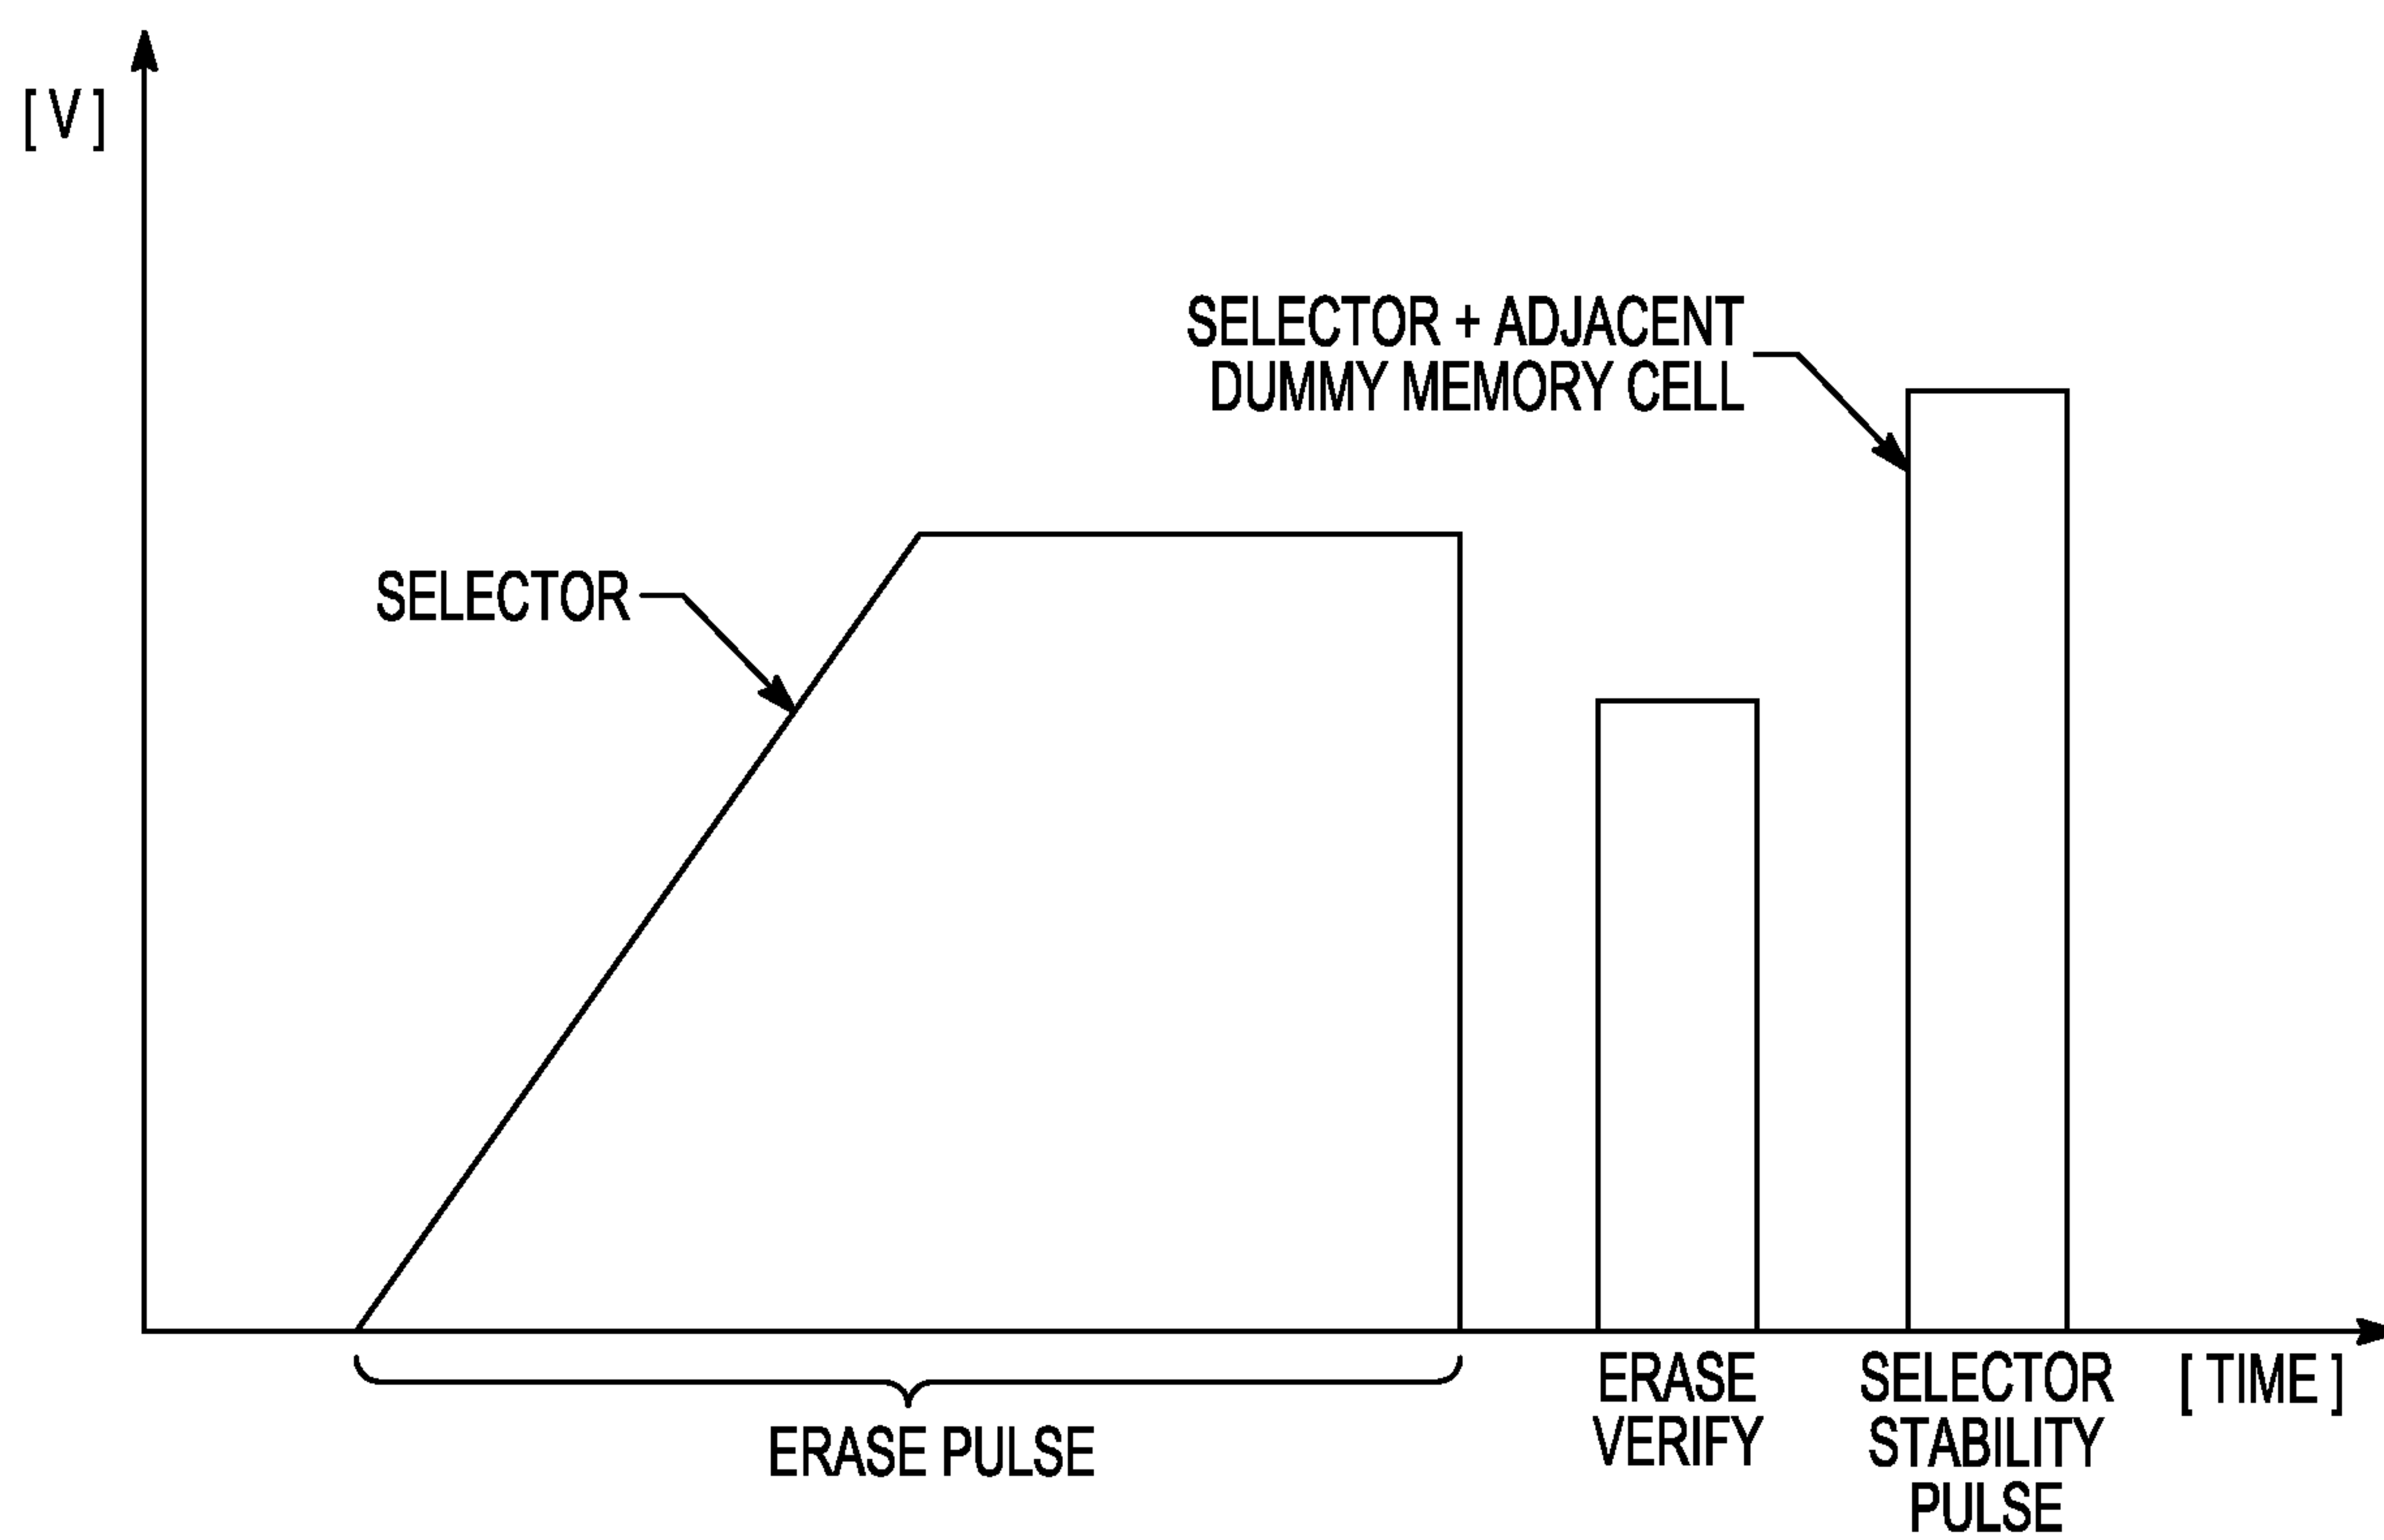 [ V ]
SELECTOR + ADJACENT
DUMMY MEMORY CELL
SELECTOR
ERASE PULSE
ERASE
VERIFY
SELECTOR
STABILITY
PULSE
[ TIME ]